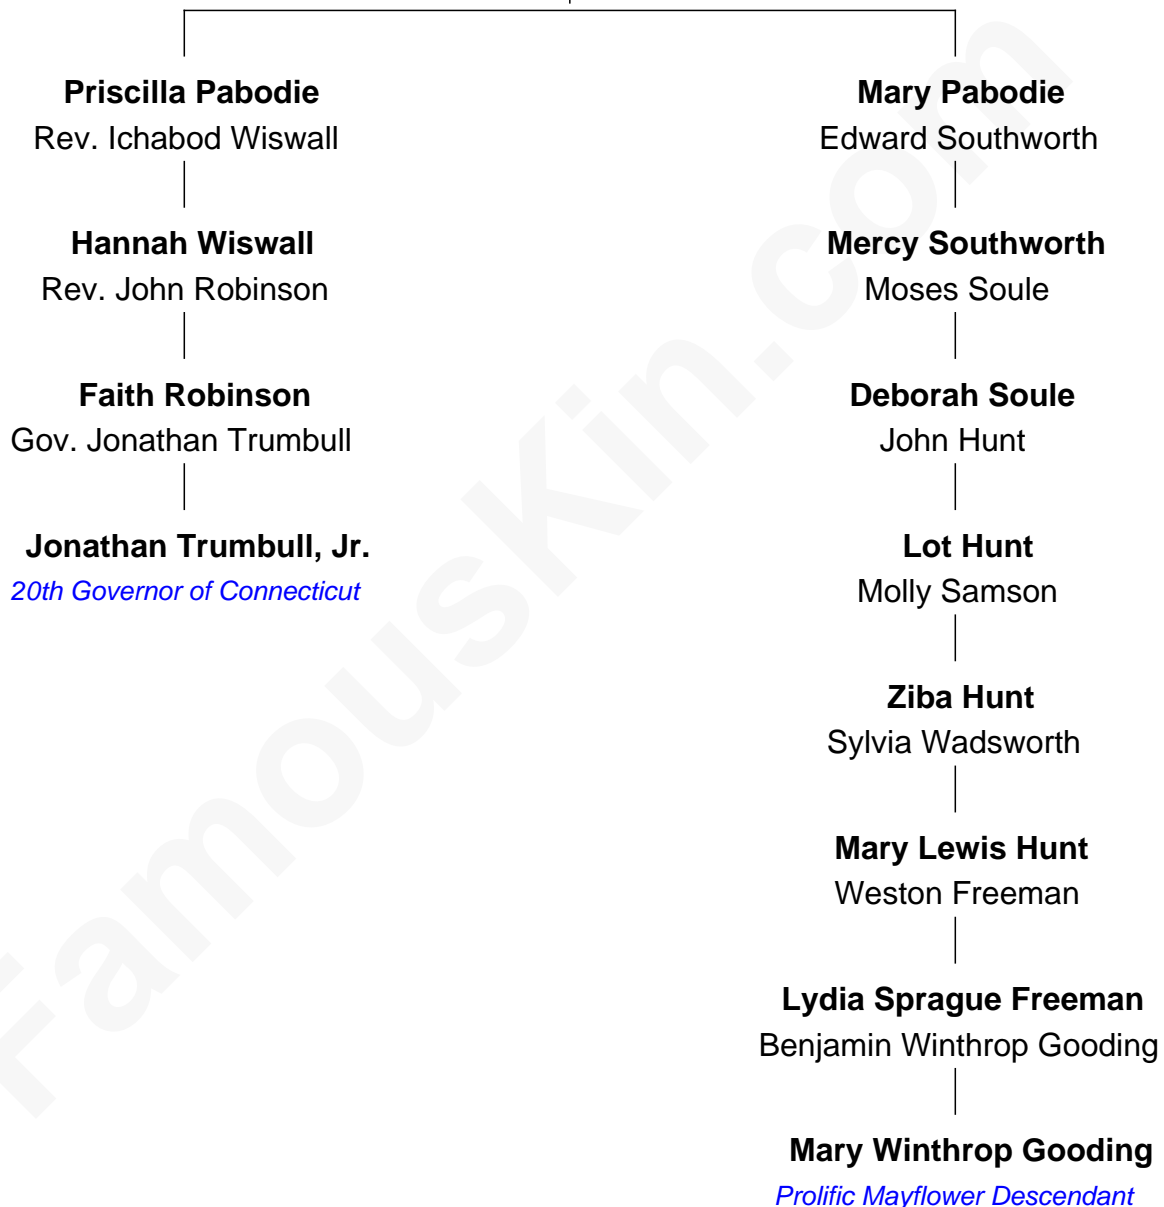 Priscilla Pabodie
Rev. Ichabod Wiswall
Hannah Wiswall
Rev. John Robinson
Faith Robinson
Gov. Jonathan Trumbull
Jonathan Trumbull, Jr.
20th Governor of Connecticut
Mary Pabodie
Edward Southworth
Mercy Southworth
Moses Soule
Deborah Soule
John Hunt
Lot Hunt
Molly Samson
Ziba Hunt
Sylvia Wadsworth
Mary Lewis Hunt
Weston Freeman
Lydia Sprague Freeman
Benjamin Winthrop Gooding
Mary Winthrop Gooding
Prolific Mayflower Descendant
FamousKin.com